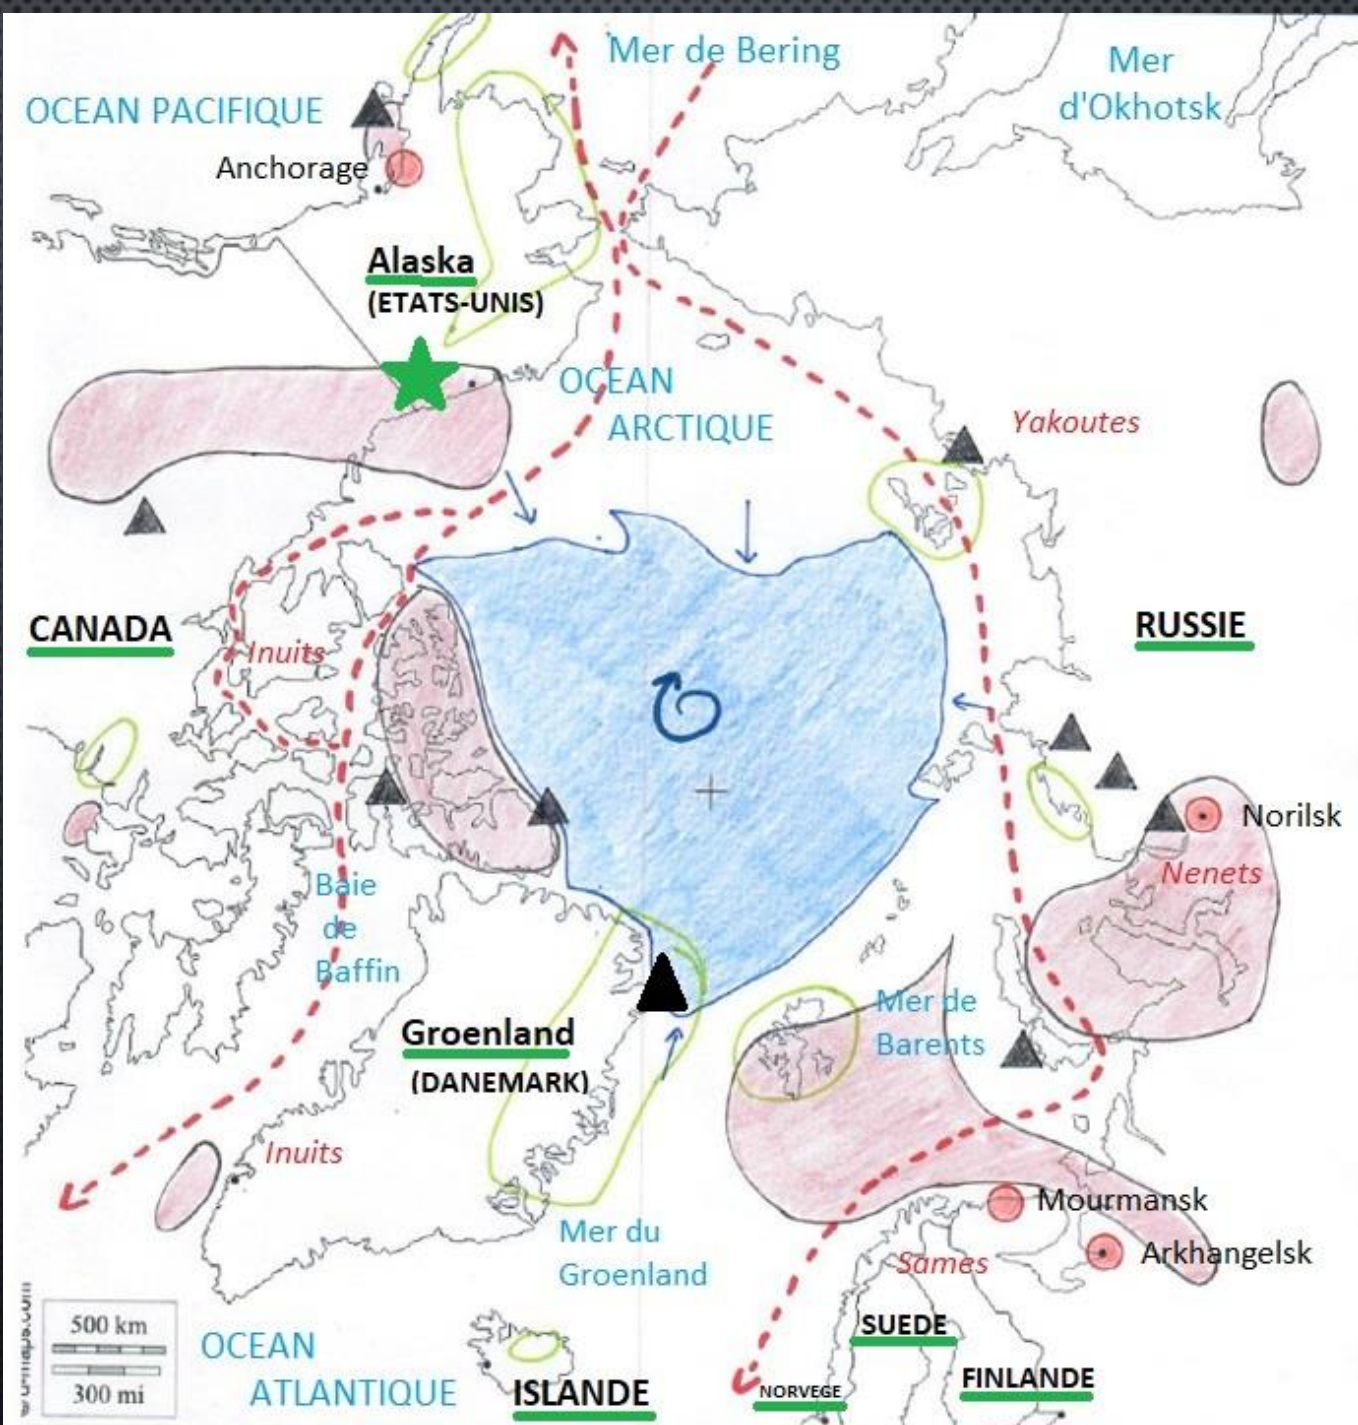 Mer de Bering
Mer
d'Okhotsk
OCEAN PACIFIQUE
Anchorage
Alaska
(ETATS-UNIS)
OCEAN
ARCTIQUE
Yakoutes
CANADA
Inuits
RUSSIE
Norilsk
Nenets
Baie
de
Baffin
Mer de
Barents
Groenland
(DANEMARK)
Inuits
Mourmansk
Arkhangelsk
Mer du
Groenland
Sames
SUEDE
500 km
300 mi
OCEAN
ATLANTIQUE
ISLANDE
NORVEGE
FINLANDE